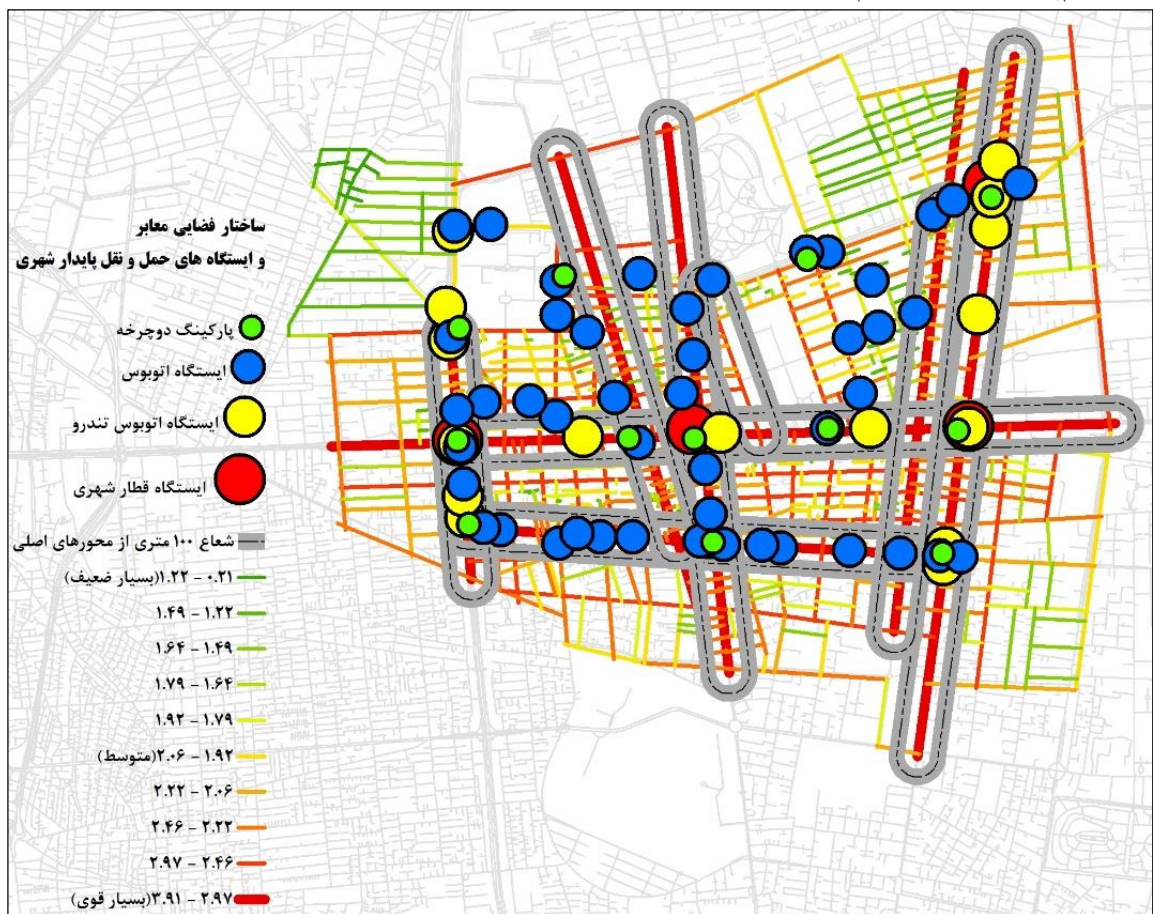 ساختار فضایی معابر
و ایستگاه های حمل و نقل پایدار شهری
پارکینگ دوچرخه
ایستگاه اتوبوس
ایستگاه اتوبوس تندرو
ایستگاه قطار شهری
شعاع ۱۰۰ متری از محورهای اصلی
۰.۲۱ - ۱.۲۲(بسیار ضعیف)
۱.۲۲ - ۱.۴۹
۱.۴۹ - ۱.۶۴
۱.۶۴ - ۱.۷۹
۱.۷۹ - ۱.۹۲
۱.۹۲ - ۲.۰۶(متوسط)
۲.۰۶ - ۲.۲۲
۲.۲۲ - ۲.۴۶
۲.۴۶ - ۲.۹۷
۲.۹۷ - ۳.۹۱(بسیار قوی)